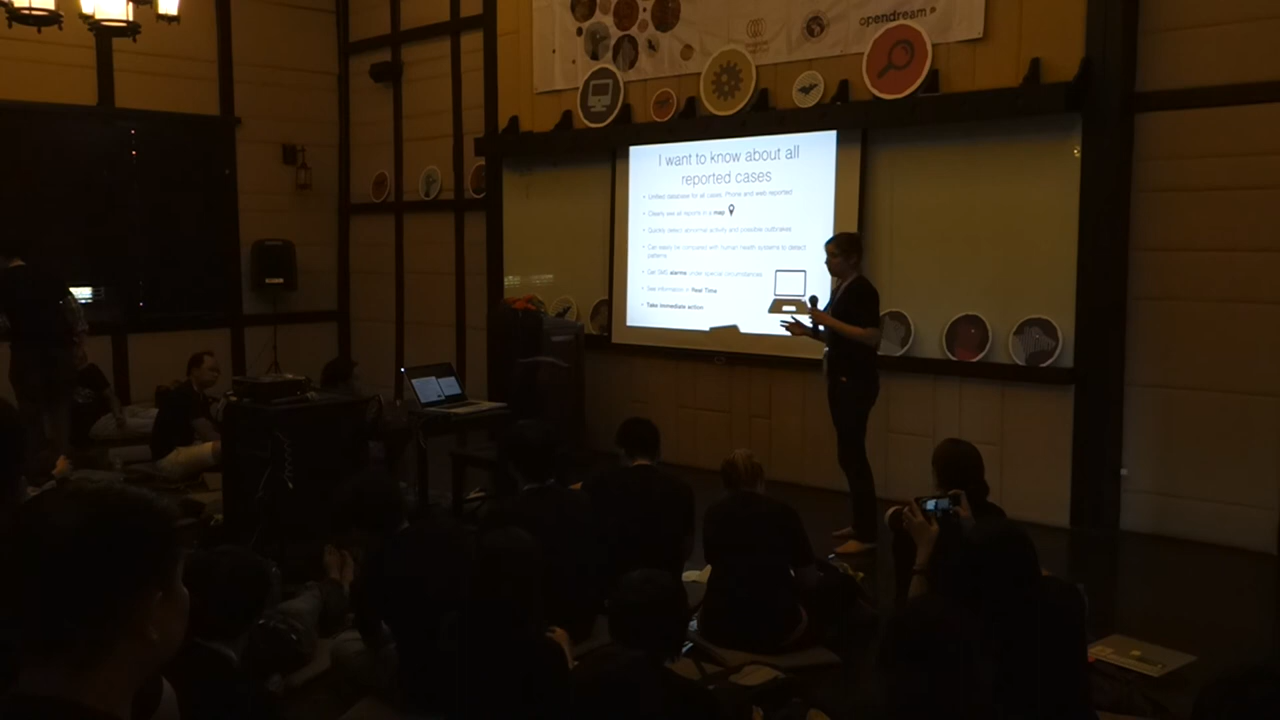 opendream
I want to know about all
reported cases
• Unified database for all cases. Phone and web reported
• Clearly see all reports in a map
• Quickly detect abnormal activity and possible outbreaks
• Can easily be compared with human health systems to detect
patterns
• Get SMS alarms under special circumstances
• See information in Real Time
• Take immediate action